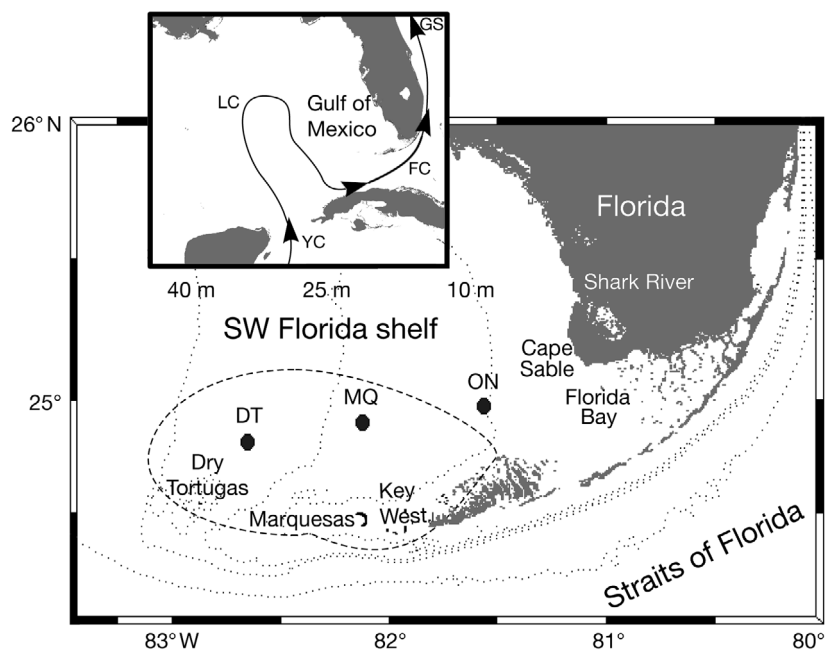 GS
LC
Gulf of
Mexico
FC
YC
26° N
Florida
40 m
25 m
10 m
Shark River
SW Florida shelf
Cape
Sable
ON
MQ
Florida
Bay
25°
DT
Dry
Tortugas
Key
West
Marquesas
Straits of Florida
83° W
82°
81°
80°